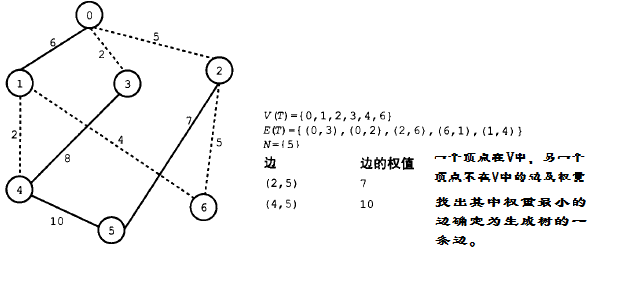 0
6
2
5
1
3
2
2
4
7
5
8
4
6
10
5
V(T)={0,1,2,3,4,6}
E(T)={(0,3),(0,2),(2,6),(6,1),(1,4)}
N={5}
边 边的权值
(2,5) 7
(4,5) 10
一个顶点在V中，另一个
顶点不在V中的边及权量
找出其中权重最小的
边确定为生成树的一
条边。